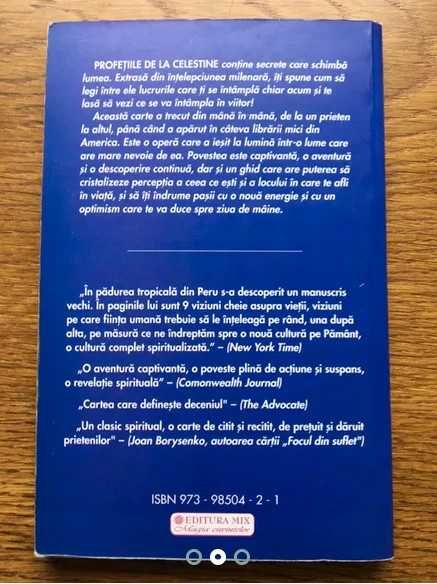 PROFEȚIILE DE LA CELESTINE conține secrete care schimbă
lumea. Extrasă din înțelepciunea milenară, îți spune cum să
legi între ele lucrurile care ți se întâmplă chiar acum și te
lasă să vezi ce se va întâmpla în viitor!
Această carte a trecut din mână în mână, de la un prieten
la altul, până când a apărut în câteva librării mici din
America. Este o operă care a ieșit la lumină într-o lume care
are mare nevoie de ea. Povestea este captivantă, o aventură
și o descoperire continuă, dar și un ghid care are puterea să
cristalizeze percepția a ceea ce ești și a locului în care te afli
în viață, și să îți îndrume pașii cu o nouă energie și cu un
optimism care te va duce spre ziua de mâine.
„În pădurea tropicală din Peru s-a descoperit un manuscris
vechi. În paginile lui sunt 9 viziuni cheie asupra vieții, viziuni
pe care ființa umană trebuie să le înțeleagă pe rând, una după
alta, pe măsură ce ne îndreptăm spre o nouă cultură pe Pământ,
o cultură complet spiritualizată.” – (New York Time)
„O aventură captivantă, o poveste plină de acțiune și suspans,
o revelație spirituală” – (Comonwealth Journal)
„Cartea care definește deceniul" – (The Advocate)
„Un clasic spiritual, o carte de citit și recitit, de prețuit și dăruit
prietenilor" – (Joan Borysenko, autoarea cărții „Focul din suflet")
ISBN 973 - 98504 - 2 - 1
EDITURA MIX
Magia cuvintelor